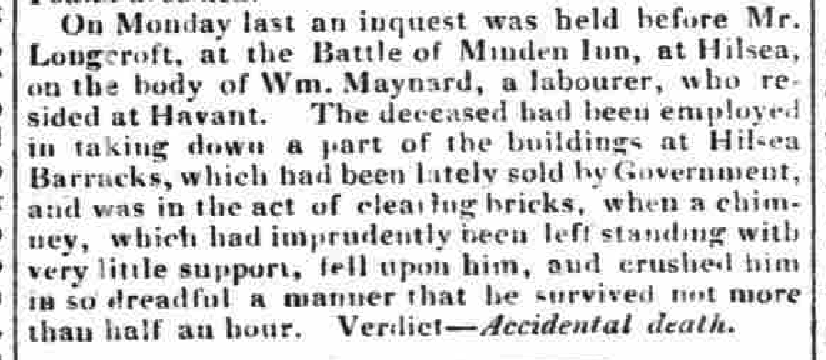 On Monday last an inquest was held before Mr.
Longcroft, at the Battle of Minden Inn, at Hilsea,
on the body of Wm. Maynard, a labourer, who re-
sided at Havant. The deceased had been employed
in taking down a part of the buildings at Hilsea
Barracks, which had been lately sold by Government,
and was in the act of clearing bricks, when a chim-
ney, which had imprudently been left standing with
very little support, fell upon him, and crushed him
in so dreadful a manner that he survived not more
than half an hour. Verdict—Accidental death.